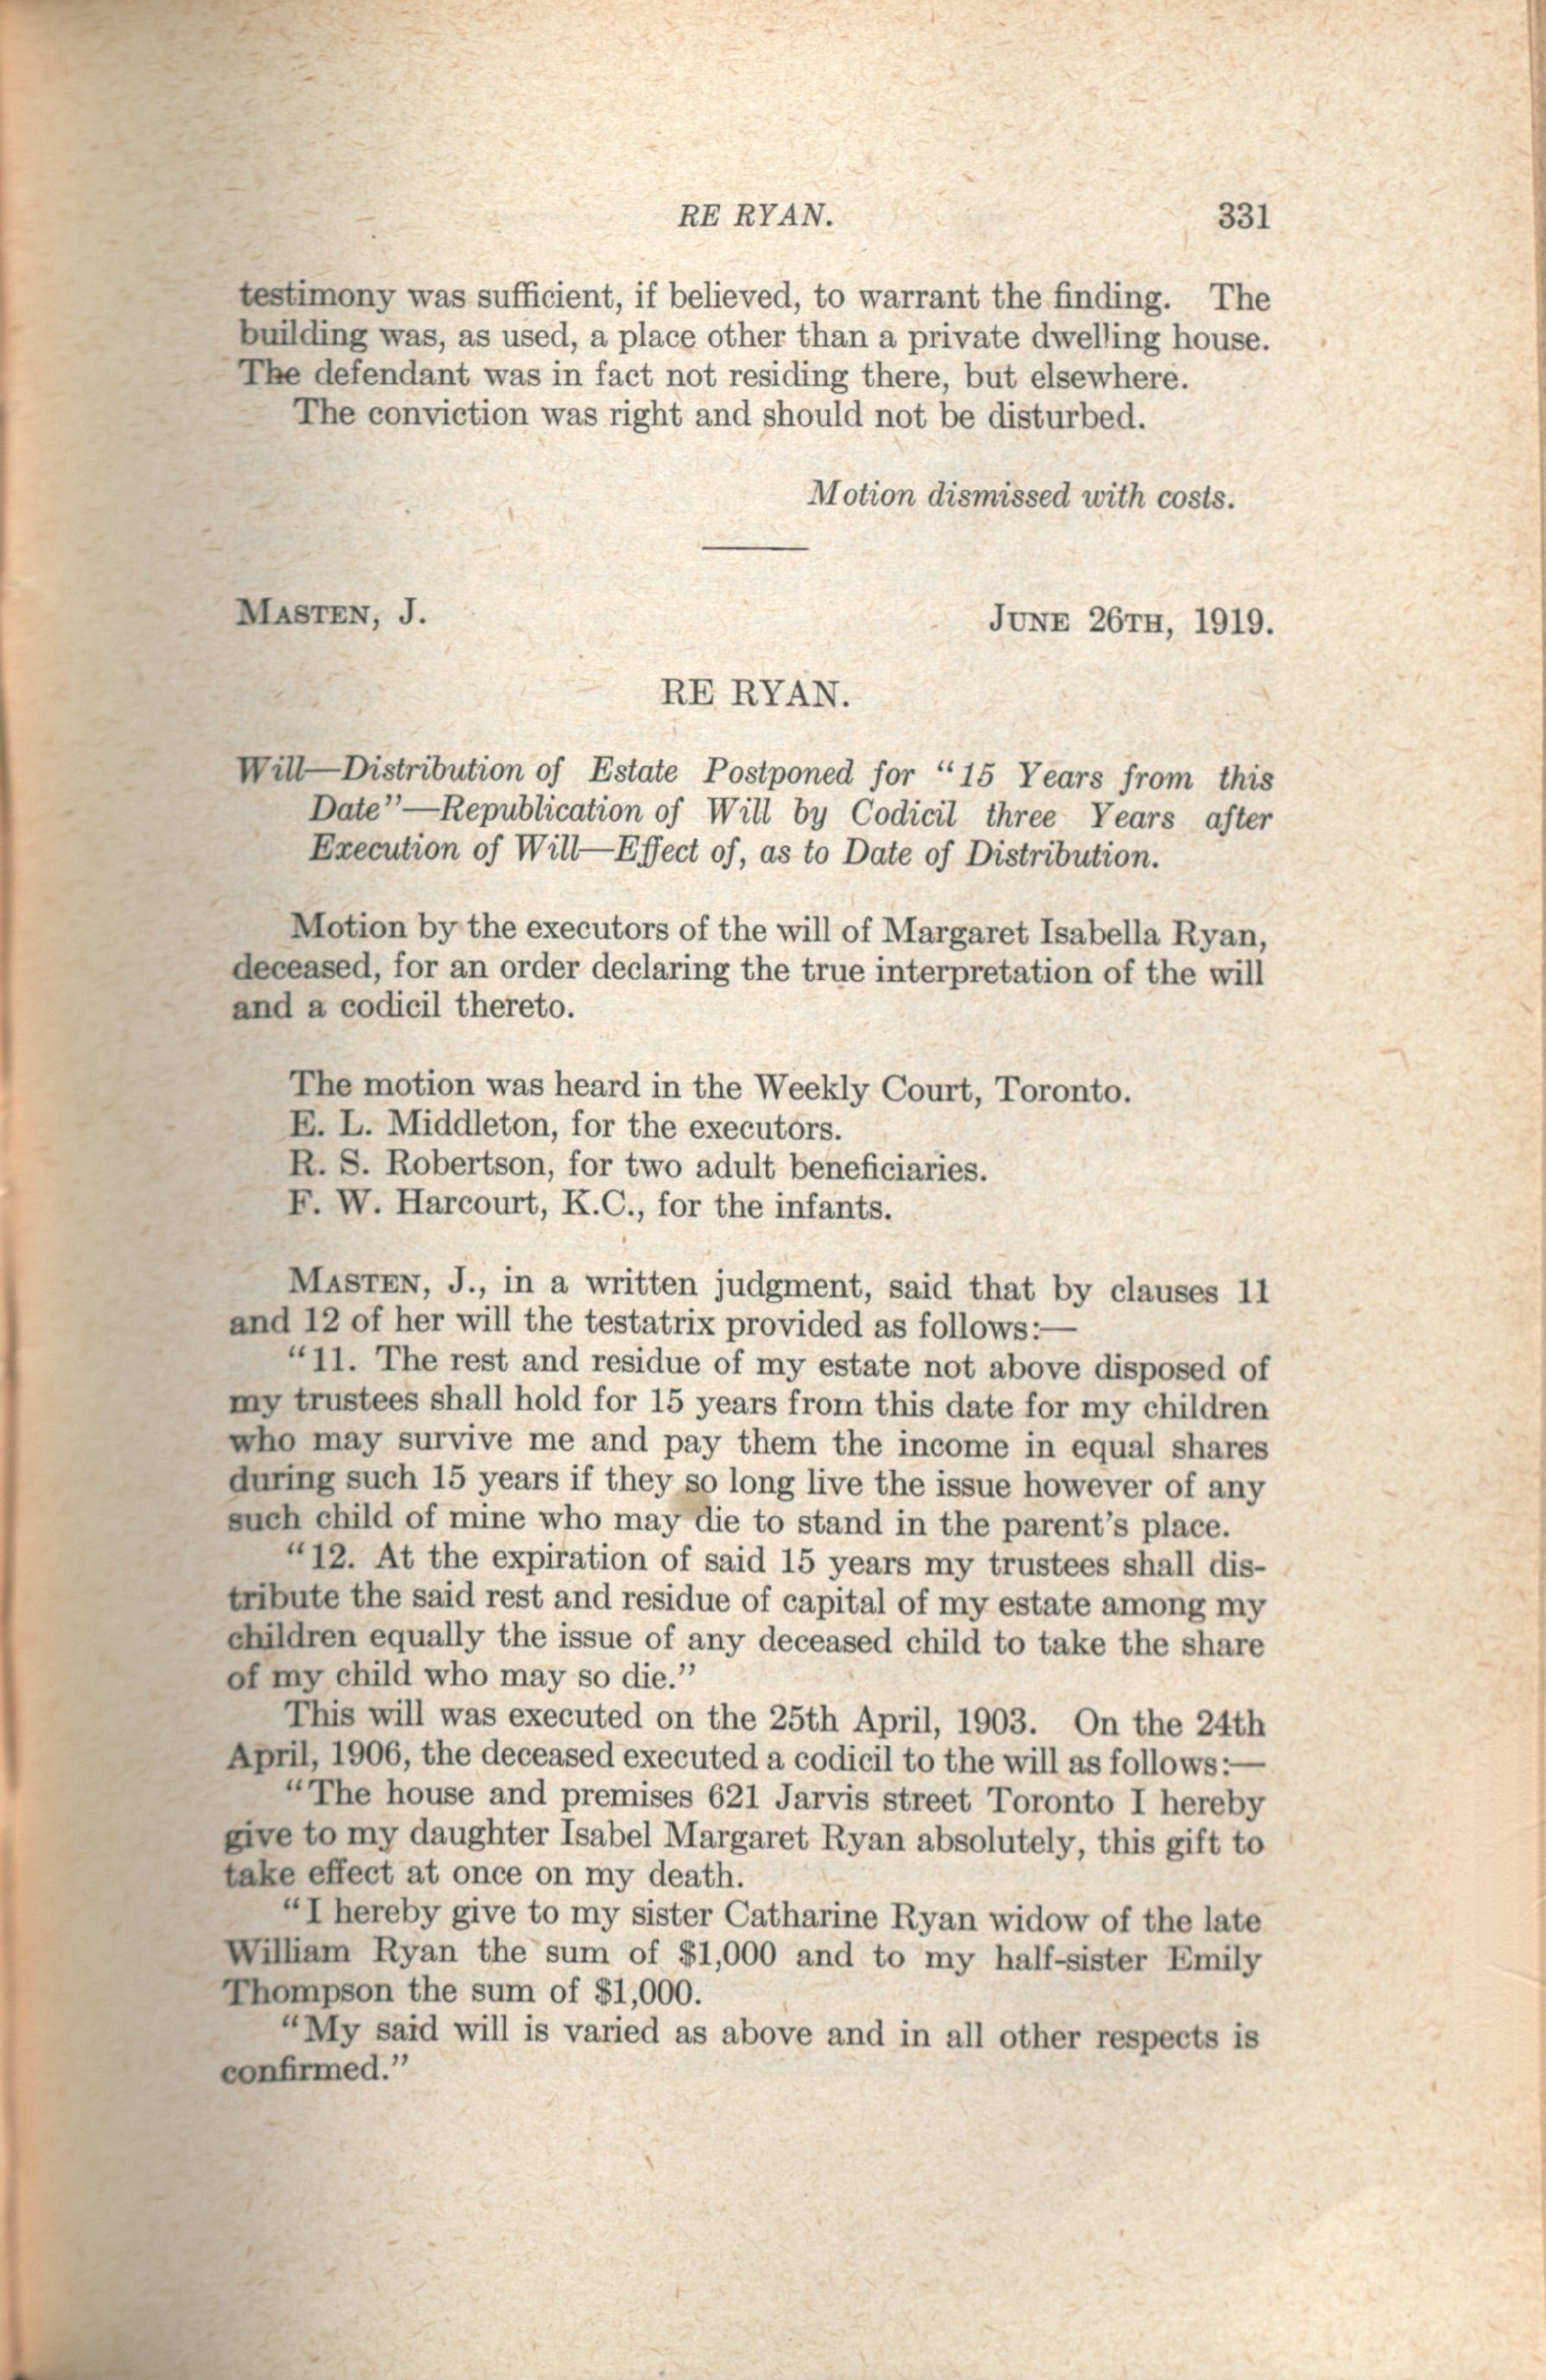 RE RYAN. 331
testimony was sufficient, if believed, to warrant the finding. The
building was, as used, a place other than a private dwelling house.
The defendant was in fact not residing there, but elsewhere.
The conviction was right and should not be disturbed.
Motion dismissed with costs.
MASTEN, J. JUNE 26TH, 1919.
RE RYAN.
Will—Distribution of Estate Postponed for "15 Years from this
Date"—Republication of Will by Codicil three Years after
Execution of Will—Effect of, as to Date of Distribution.
Motion by the executors of the will of Margaret Isabella Ryan,
deceased, for an order declaring the true interpretation of the will
and a codicil thereto.
The motion was heard in the Weekly Court, Toronto.
E. L. Middleton, for the executors.
R. S. Robertson, for two adult beneficiaries.
F. W. Harcourt, K.C., for the infants.
MASTEN, J., in a written judgment, said that by clauses 11
and 12 of her will the testatrix provided as follows:—
"11. The rest and residue of my estate not above disposed of
my trustees shall hold for 15 years from this date for my children
who may survive me and pay them the income in equal shares
during such 15 years if they so long live the issue however of any
such child of mine who may die to stand in the parent's place.
"12. At the expiration of said 15 years my trustees shall dis-
tribute the said rest and residue of capital of my estate among my
children equally the issue of any deceased child to take the share
of my child who may so die."
This will was executed on the 25th April, 1903. On the 24th
April, 1906, the deceased executed a codicil to the will as follows:—
"The house and premises 621 Jarvis street Toronto I hereby
give to my daughter Isabel Margaret Ryan absolutely, this gift to
take effect at once on my death.
"I hereby give to my sister Catharine Ryan widow of the late
William Ryan the sum of $1,000 and to my half-sister Emily
Thompson the sum of $1,000.
"My said will is varied as above and in all other respects is
confirmed."